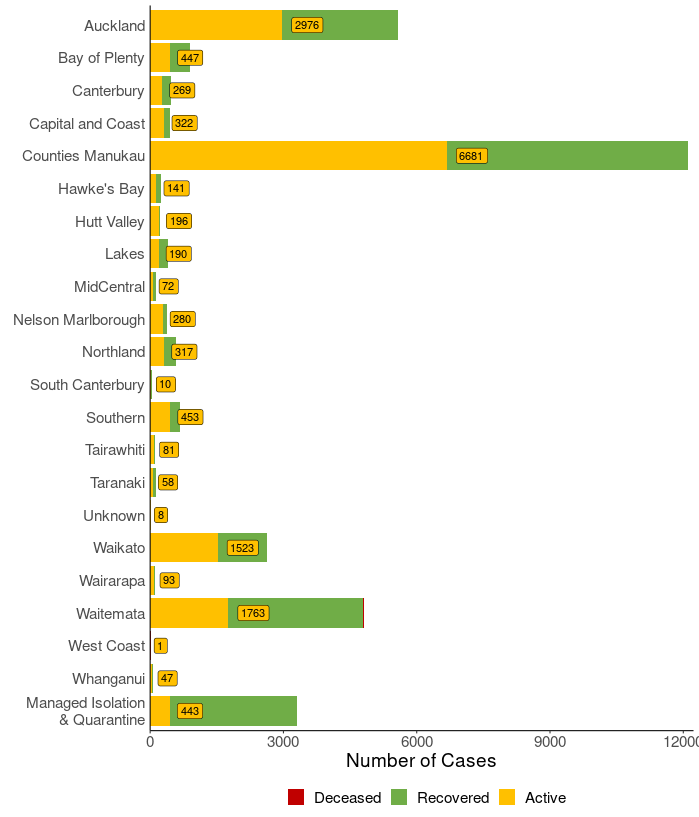 Auckland 2976
Bay of Plenty 447
Canterbury 269
Capital and Coast 322
Counties Manukau 6681
Hawke's Bay 141
Hutt Valley 196
Lakes 190
MidCentral 72
Nelson Marlborough 280
Northland 317
South Canterbury 10
Southern 453
Tairawhiti 81
Taranaki 58
Unknown 8
Waikato 1523
Wairarapa 93
Waitemata 1763
West Coast 1
Whanganui 47
Managed Isolation
& Quarantine 443
0 3000 6000 9000 12000
Number of Cases
Deceased Recovered Active